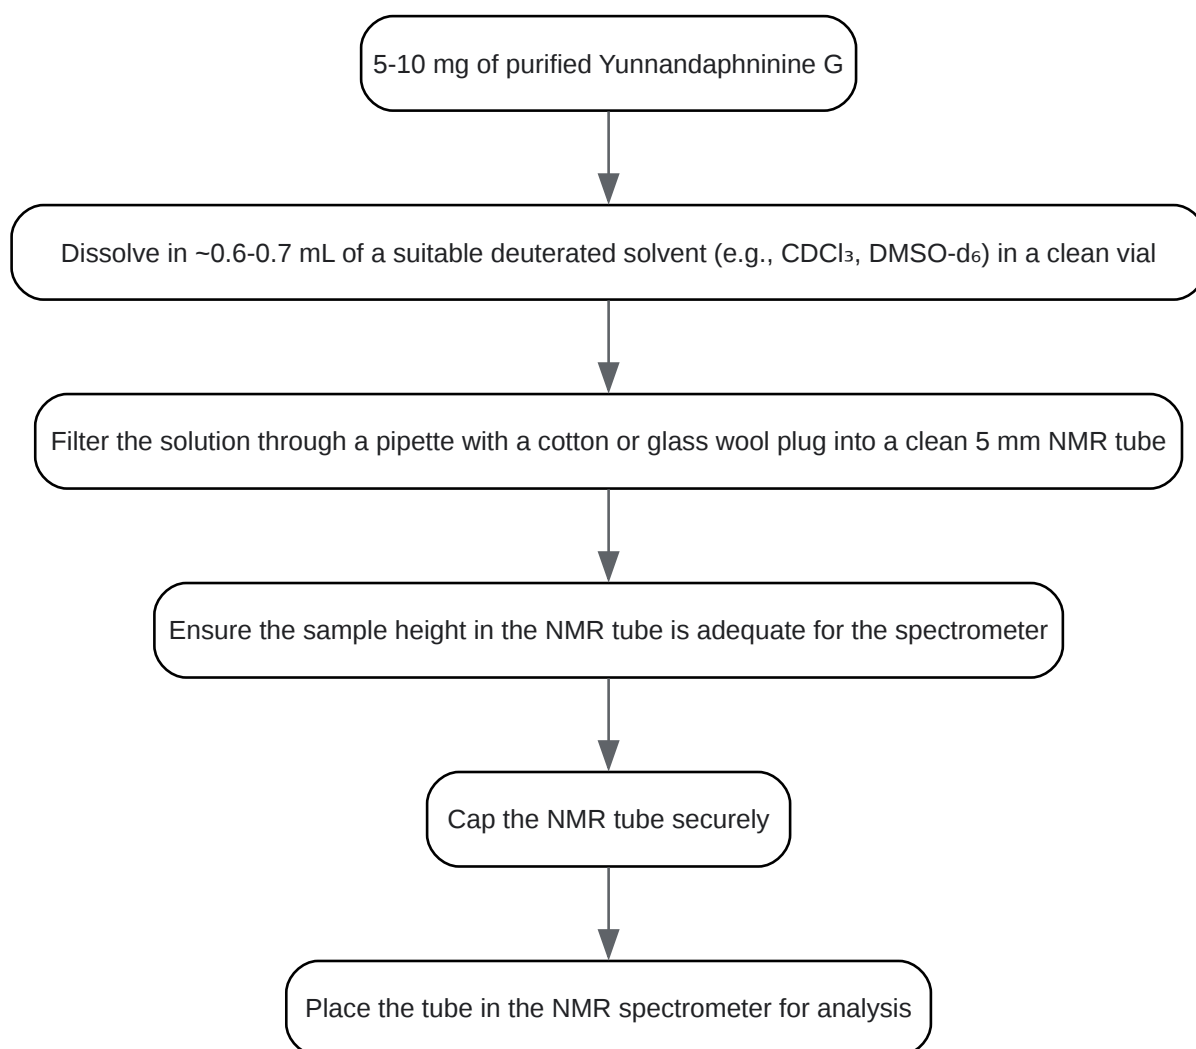 5-10 mg of purified Yunnandaphninine G
Dissolve in ~0.6-0.7 mL of a suitable deuterated solvent (e.g., CDCl₃, DMSO-d₆) in a clean vial
Filter the solution through a pipette with a cotton or glass wool plug into a clean 5 mm NMR tube
Ensure the sample height in the NMR tube is adequate for the spectrometer
Cap the NMR tube securely
Place the tube in the NMR spectrometer for analysis